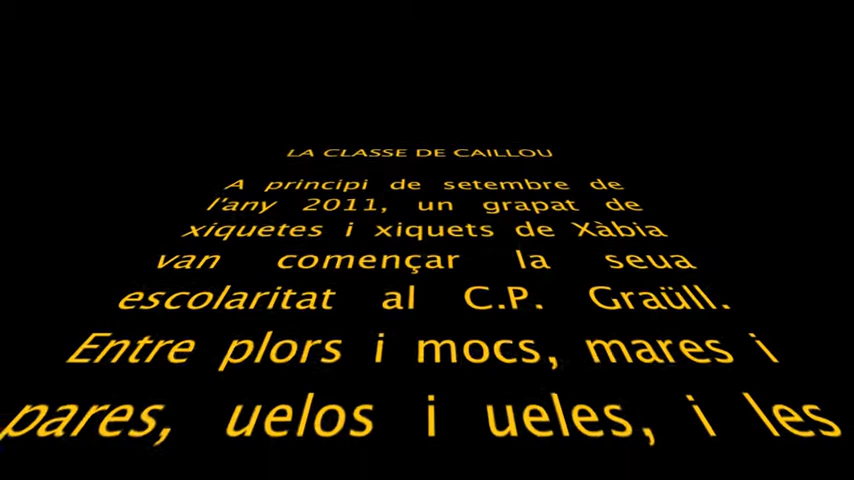 LA CLASSE DE CAILLOU
A principi de setembre de
l'any 2011, un grapat de
xiquetes i xiquets de Xàbia
van començar la seua
escolaritat al C.P. Graüll.
Entre plors i mocs, mares i
pares, uelos i ueles, i les